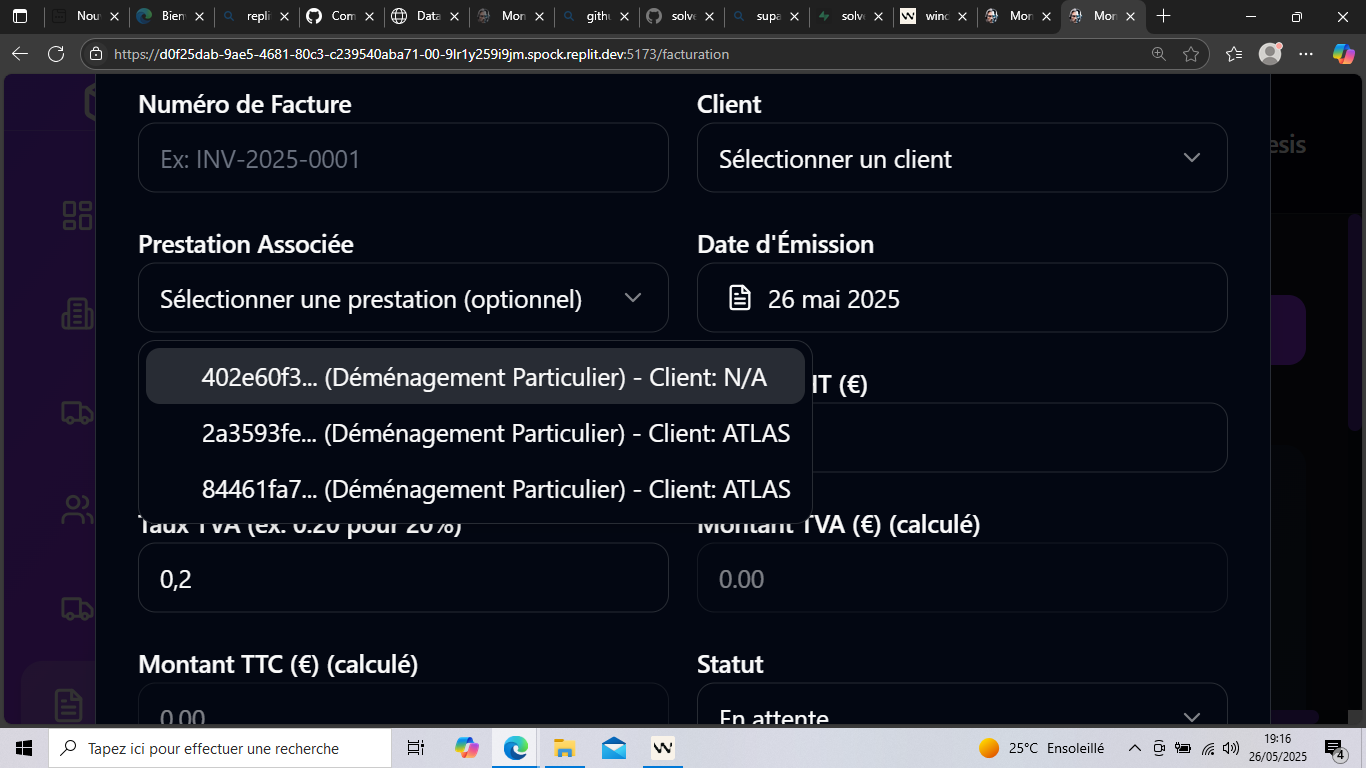 Nou
Bien
repli
Com
Data
Mon
githu
solve
supa
solve
wind
Mon
Mon
https://d0f25dab-9ae5-4681-80c3-c239540aba71-00-9lr1y259i9jm.spock.replit.dev:5173/facturation
esis
Numéro de Facture
Client
Ex: INV-2025-0001
Sélectionner un client
Prestation Associée
Date d'Émission
Sélectionner une prestation (optionnel)
26 mai 2025
402e60f3... (Déménagement Particulier) - Client: N/A
IT (€)
2a3593fe... (Déménagement Particulier) - Client: ATLAS
84461fa7... (Déménagement Particulier) - Client: ATLAS
Taux TVA (ex. 0.20 pour 20%)
Montant TVA (€) (calculé)
0,2
0.00
Montant TTC (€) (calculé)
Statut
0.00
En attente
Tapez ici pour effectuer une recherche
25°C Ensoleillé
19:16
26/05/2025
4